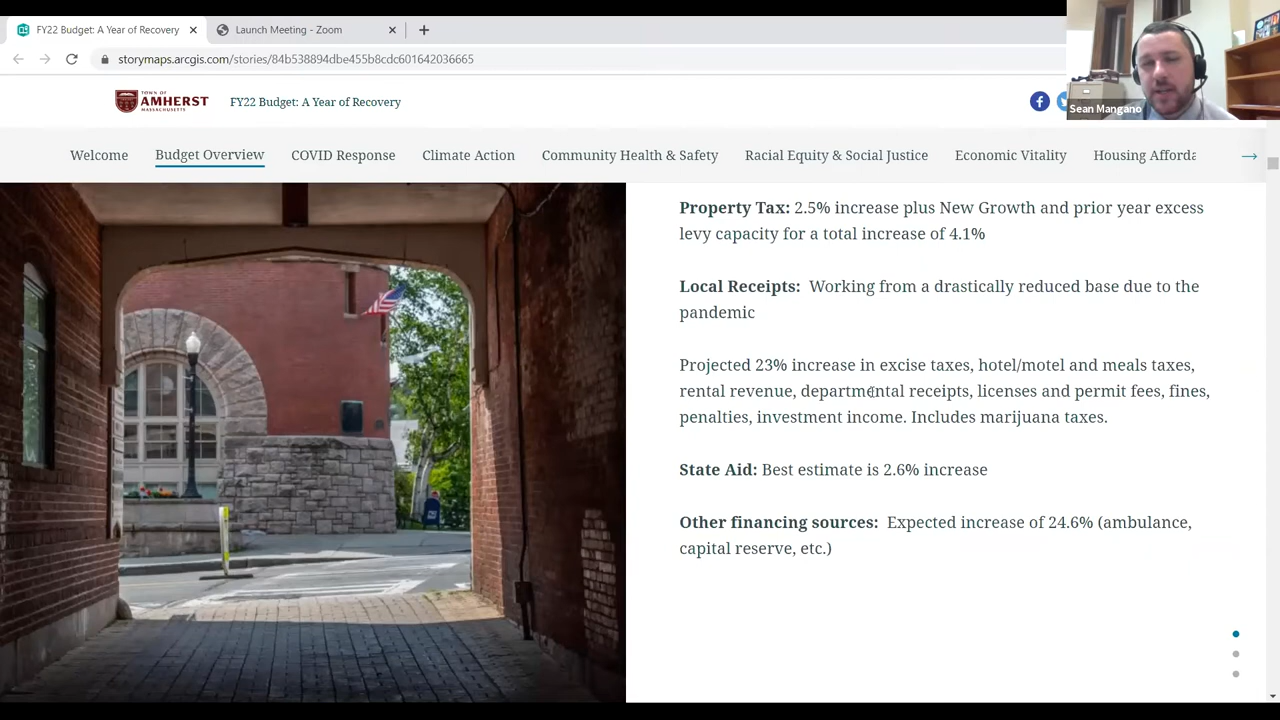 FY22 Budget: A Year of Recovery
Launch Meeting - Zoom
storymaps.arcgis.com/stories/84b538894dbe455b8cdc601642036665
Sean Mangano
TOWN OF
AMHERST
MASSACHUSETTS
FY22 Budget: A Year of Recovery
Welcome Budget Overview COVID Response Climate Action Community Health & Safety Racial Equity & Social Justice Economic Vitality Housing Afforda
Property Tax: 2.5% increase plus New Growth and prior year excess
levy capacity for a total increase of 4.1%
Local Receipts: Working from a drastically reduced base due to the
pandemic
Projected 23% increase in excise taxes, hotel/motel and meals taxes,
rental revenue, departmental receipts, licenses and permit fees, fines,
penalties, investment income. Includes marijuana taxes.
State Aid: Best estimate is 2.6% increase
Other financing sources: Expected increase of 24.6% (ambulance,
capital reserve, etc.)